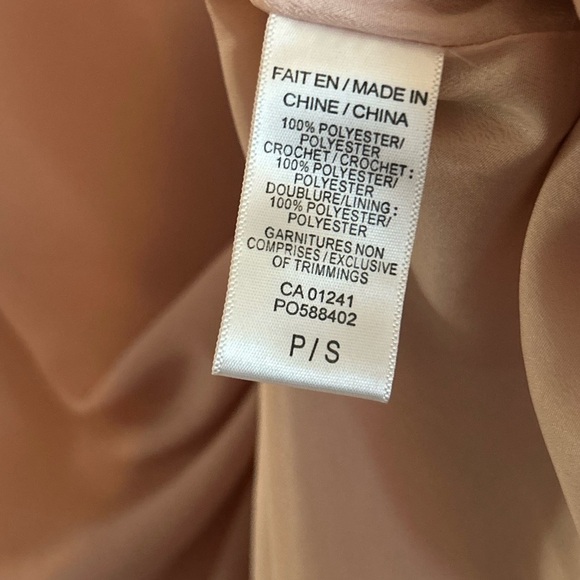 FAIT EN / MADE IN
CHINE / CHINA
100% POLYESTER/
POLYESTER
CROCHET / CROCHET :
100% POLYESTER/
POLYESTER
DOUBLURE/LINING :
100% POLYESTER/
POLYESTER
GARNITURES NON
COMPRISES / EXCLUSIVE
OF TRIMMINGS
CA 01241
PO588402
P / S